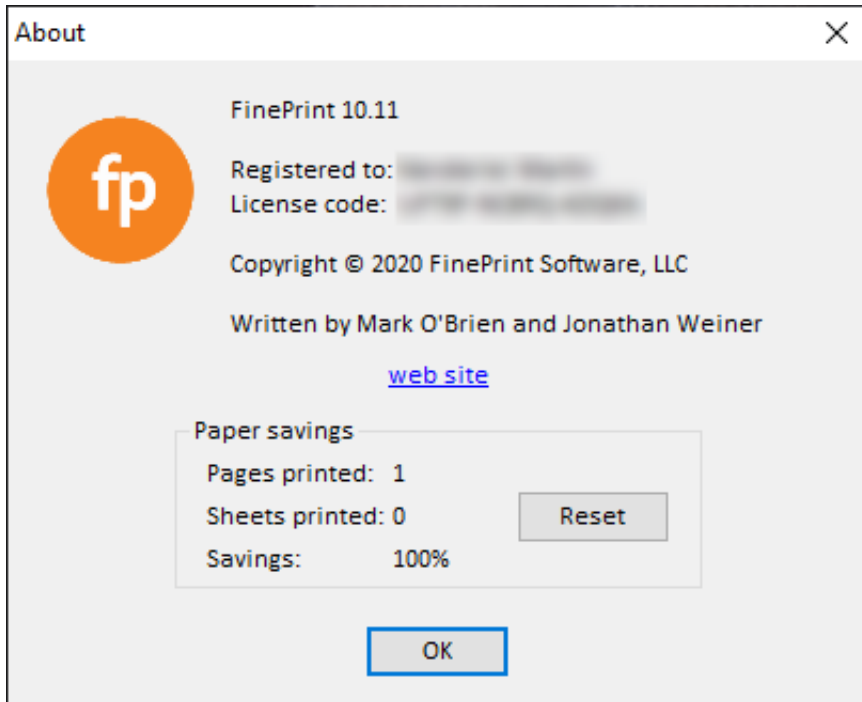 About
fp
FinePrint 10.11
Registered to:
License code:
Copyright © 2020 FinePrint Software, LLC
Written by Mark O'Brien and Jonathan Weiner
web site
Paper savings
Pages printed: 1
Sheets printed: 0
Reset
Savings: 100%
OK